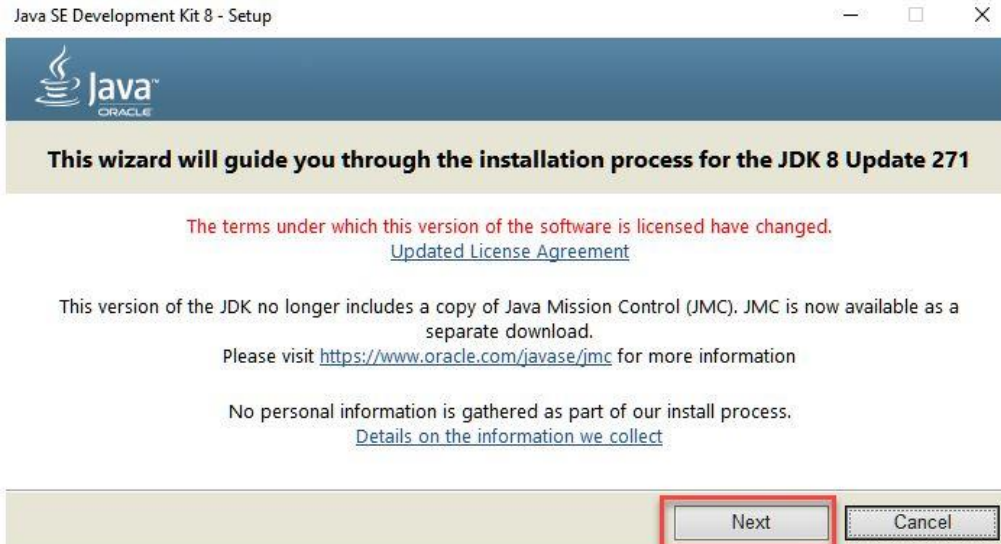 Java SE Development Kit 8 - Setup
Java™
ORACLE
This wizard will guide you through the installation process for the JDK 8 Update 271
The terms under which this version of the software is licensed have changed.
Updated License Agreement
This version of the JDK no longer includes a copy of Java Mission Control (JMC). JMC is now available as a
separate download.
Please visit https://www.oracle.com/javase/jmc for more information
No personal information is gathered as part of our install process.
Details on the information we collect
Next
Cancel